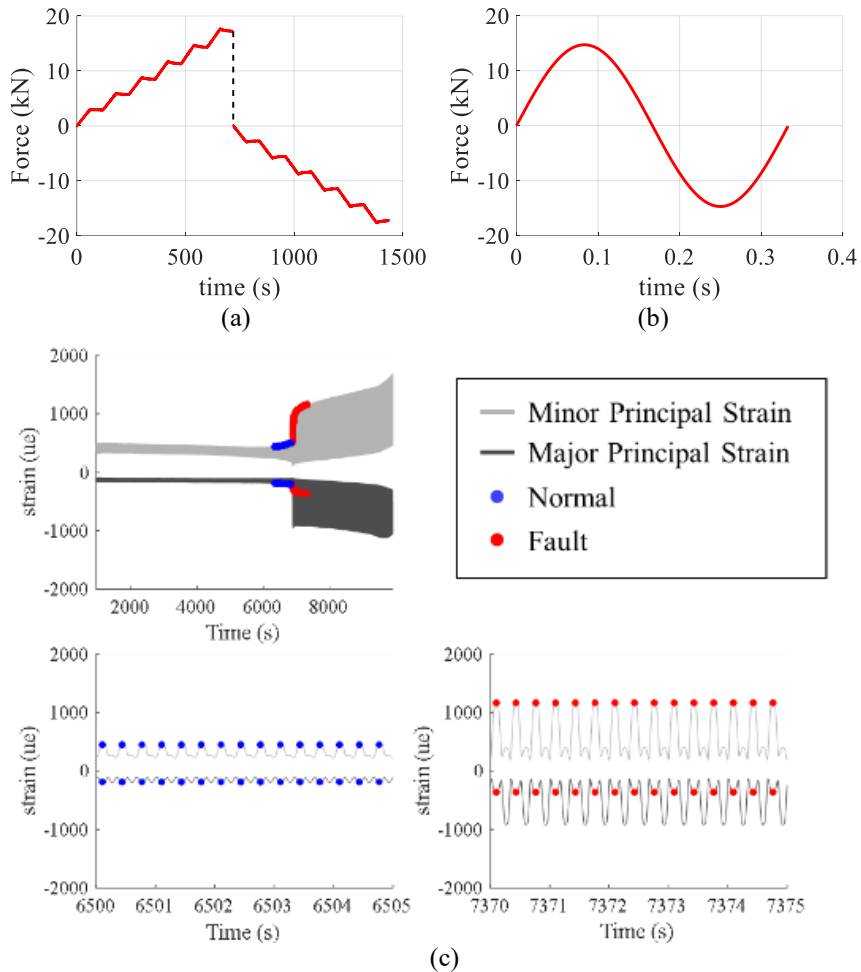 20
10
0
-10
-20
Force (kN)
0
500
1000
1500
time (s)
(a)
20
10
0
-10
-20
Force (kN)
0
0.1
0.2
0.3
0.4
time (s)
(b)
2000
1000
0
-1000
-2000
strain (ue)
2000
4000
6000
8000
Time (s)
Minor Principal Strain
Major Principal Strain
Normal
Fault
2000
1000
0
-1000
-2000
strain (ue)
6500
6501
6502
6503
6504
6505
Time (s)
2000
1000
0
-1000
-2000
strain (ue)
7370
7371
7372
7373
7374
7375
Time (s)
(c)